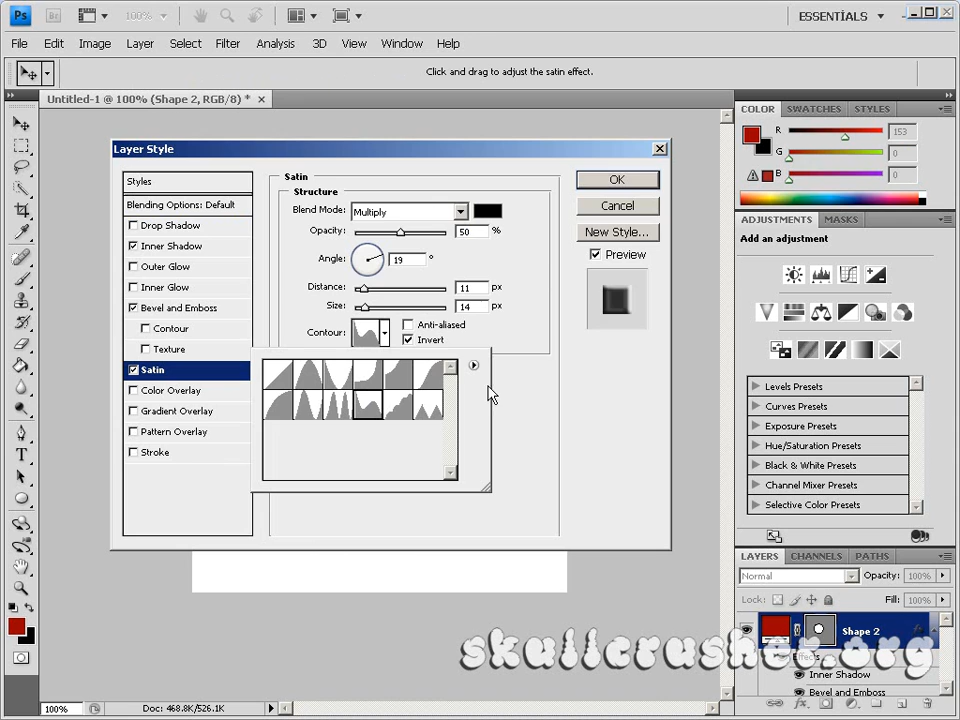 Ps Br 100% ESSENTIALS
File Edit Image Layer Select Filter Analysis 3D View Window Help
Click and drag to adjust the satin effect.
Untitled-1 @ 100% (Shape 2, RGB/8) * ×
Layer Style
Styles
Blending Options: Default
Drop Shadow
Inner Shadow
Outer Glow
Inner Glow
Bevel and Emboss
Contour
Texture
Satin
Color Overlay
Gradient Overlay
Pattern Overlay
Stroke
Satin
Structure
Blend Mode: Multiply
Opacity: 50 %
Angle: 19 °
Distance: 11 px
Size: 14 px
Contour: Anti-aliased
Invert
OK
Cancel
New Style...
Preview
COLOR SWATCHES STYLES
R 153
G 0
B 0
ADJUSTMENTS MASKS
Add an adjustment
Levels Presets
Curves Presets
Exposure Presets
Hue/Saturation Presets
Black & White Presets
Channel Mixer Presets
Selective Color Presets
LAYERS CHANNELS PATHS
Normal Opacity: 100%
Lock: Fill: 100%
Shape 2
Effects
Inner Shadow
Bevel and Emboss
skullcrusher.org
100% Doc: 468.8K/526.1K